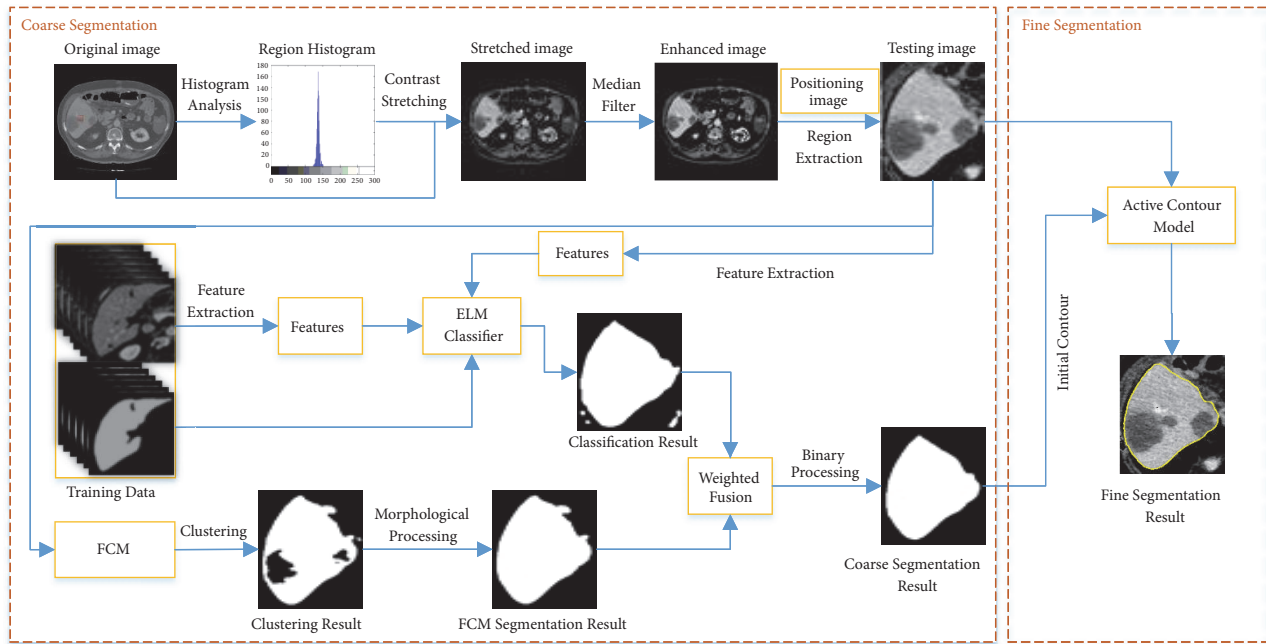 Coarse Segmentation
Fine Segmentation
Original image
Region Histogram
Stretched image
Enhanced image
Testing image
Histogram
Analysis
180
160
140
120
100
80
60
40
20
0
0 50 100 150 200 250 300
Contrast
Stretching
Median
Filter
Positioning
image
Region
Extraction
Active Contour
Model
Features
Feature Extraction
Feature
Extraction
Features
ELM
Classifier
Initial Contour
Classification Result
Training Data
Weighted
Fusion
Binary
Processing
Fine Segmentation
Result
FCM
Clustering
Morphological
Processing
Coarse Segmentation
Result
Clustering Result
FCM Segmentation Result